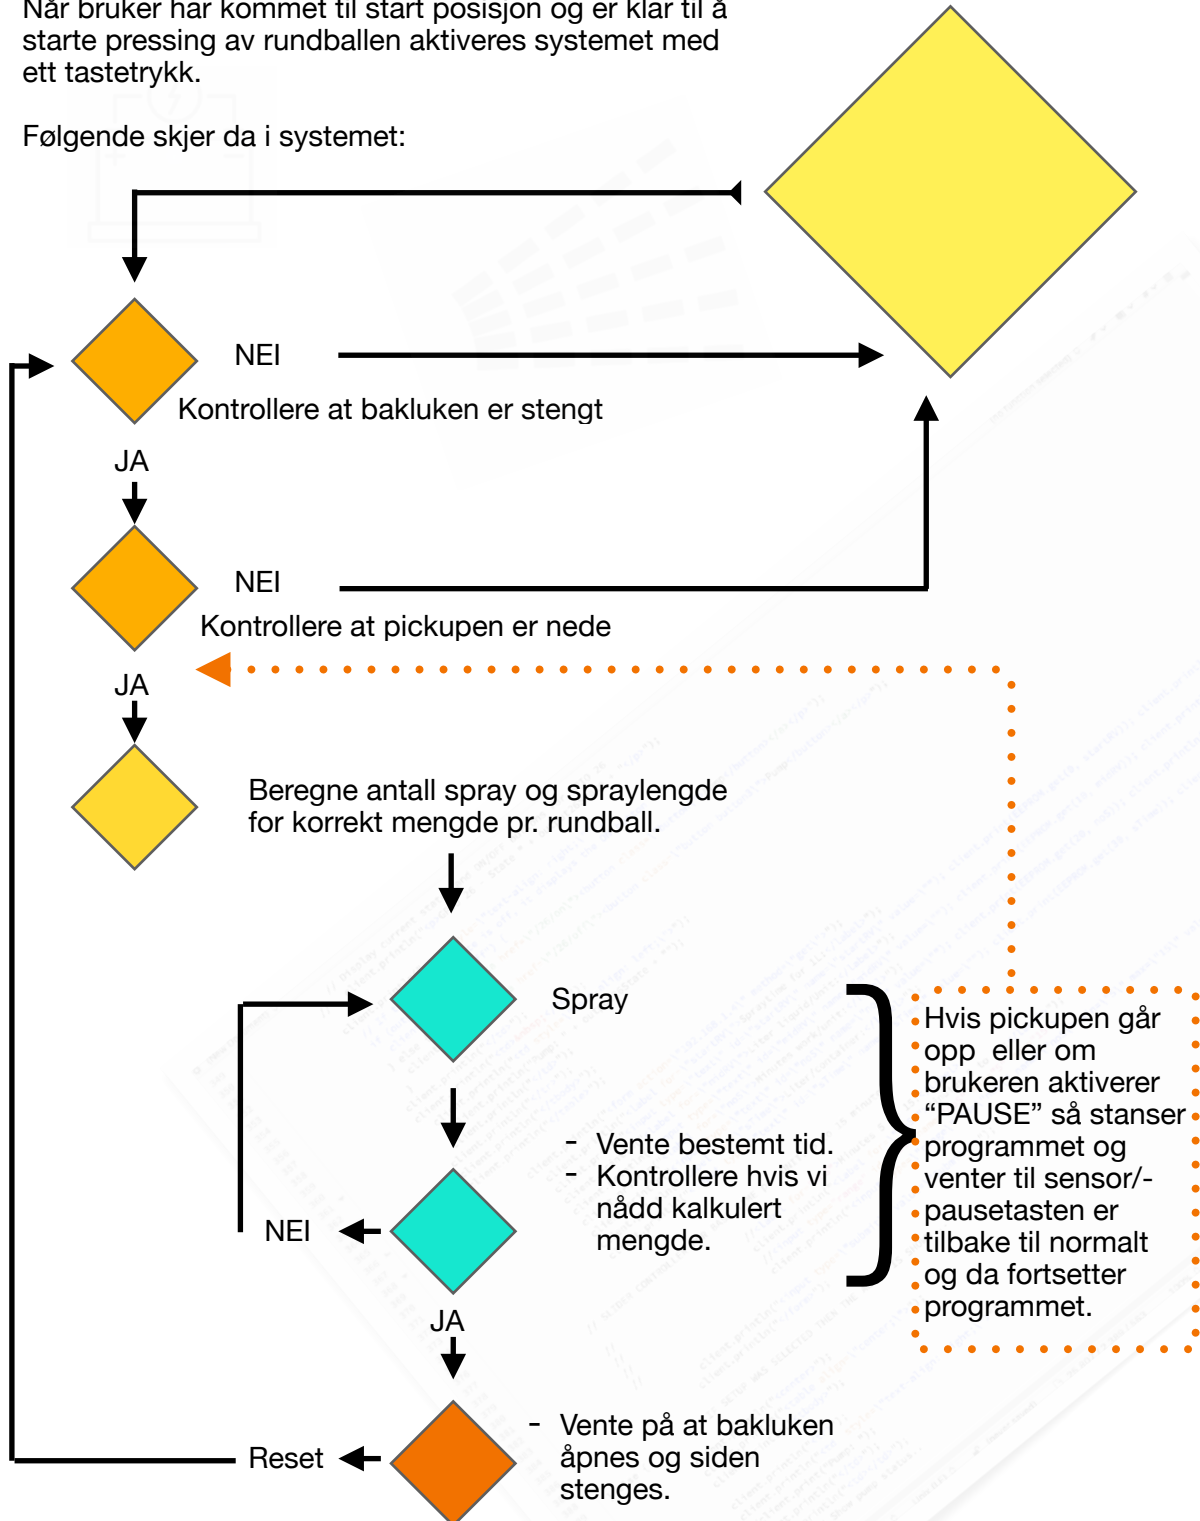 Når bruker har kommet til start posisjon og er klar til å
starte pressing av rundballen aktiveres systemet med
ett tastetrykk.
Følgende skjer da i systemet:
NEI
Kontrollere at bakluken er stengt
JA
NEI
Kontrollere at pickupen er nede
JA
Beregne antall spray og spraylengde
for korrekt mengde pr. rundball.
Spray
- Vente bestemt tid.
- Kontrollere hvis vi
nådd kalkulert
mengde.
NEI
Hvis pickupen går
opp eller om
brukeren aktiverer
“PAUSE” så stanser
programmet og
venter til sensor/-
pausetasten er
tilbake til normalt
og da fortsetter
programmet.
JA
- Vente på at bakluken
åpnes og siden
stenges.
Reset